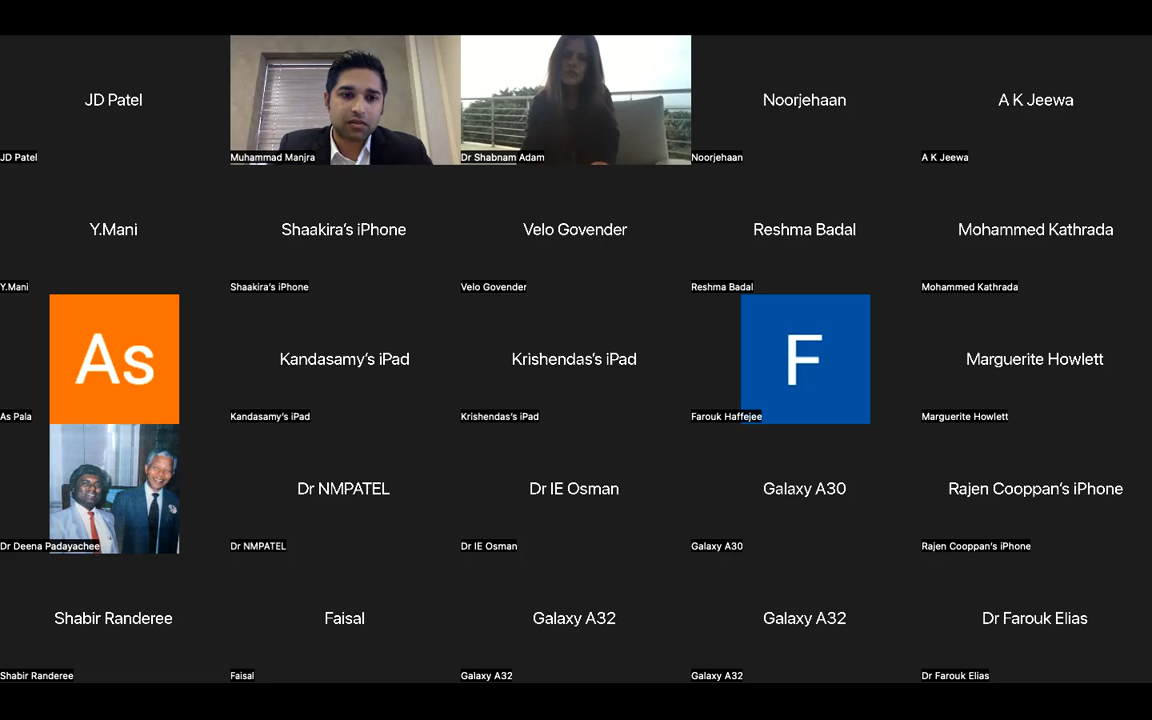 JD Patel
JD Patel
Muhammad Manjra
Dr Shabnam Adam
Noorjehaan
Noorjehaan
A K Jeewa
A K Jeewa
Y.Mani
Y.Mani
Shaakira's iPhone
Shaakira's iPhone
Velo Govender
Velo Govender
Reshma Badal
Reshma Badal
Mohammed Kathrada
Mohammed Kathrada
As
As Pala
Kandasamy's iPad
Kandasamy's iPad
Krishendas's iPad
Krishendas's iPad
F
Farouk Haffejee
Marguerite Howlett
Marguerite Howlett
Dr Deena Padayachee
Dr NMPATEL
Dr NMPATEL
Dr IE Osman
Dr IE Osman
Galaxy A30
Galaxy A30
Rajen Cooppan's iPhone
Rajen Cooppan's iPhone
Shabir Randeree
Shabir Randeree
Faisal
Faisal
Galaxy A32
Galaxy A32
Galaxy A32
Galaxy A32
Dr Farouk Elias
Dr Farouk Elias